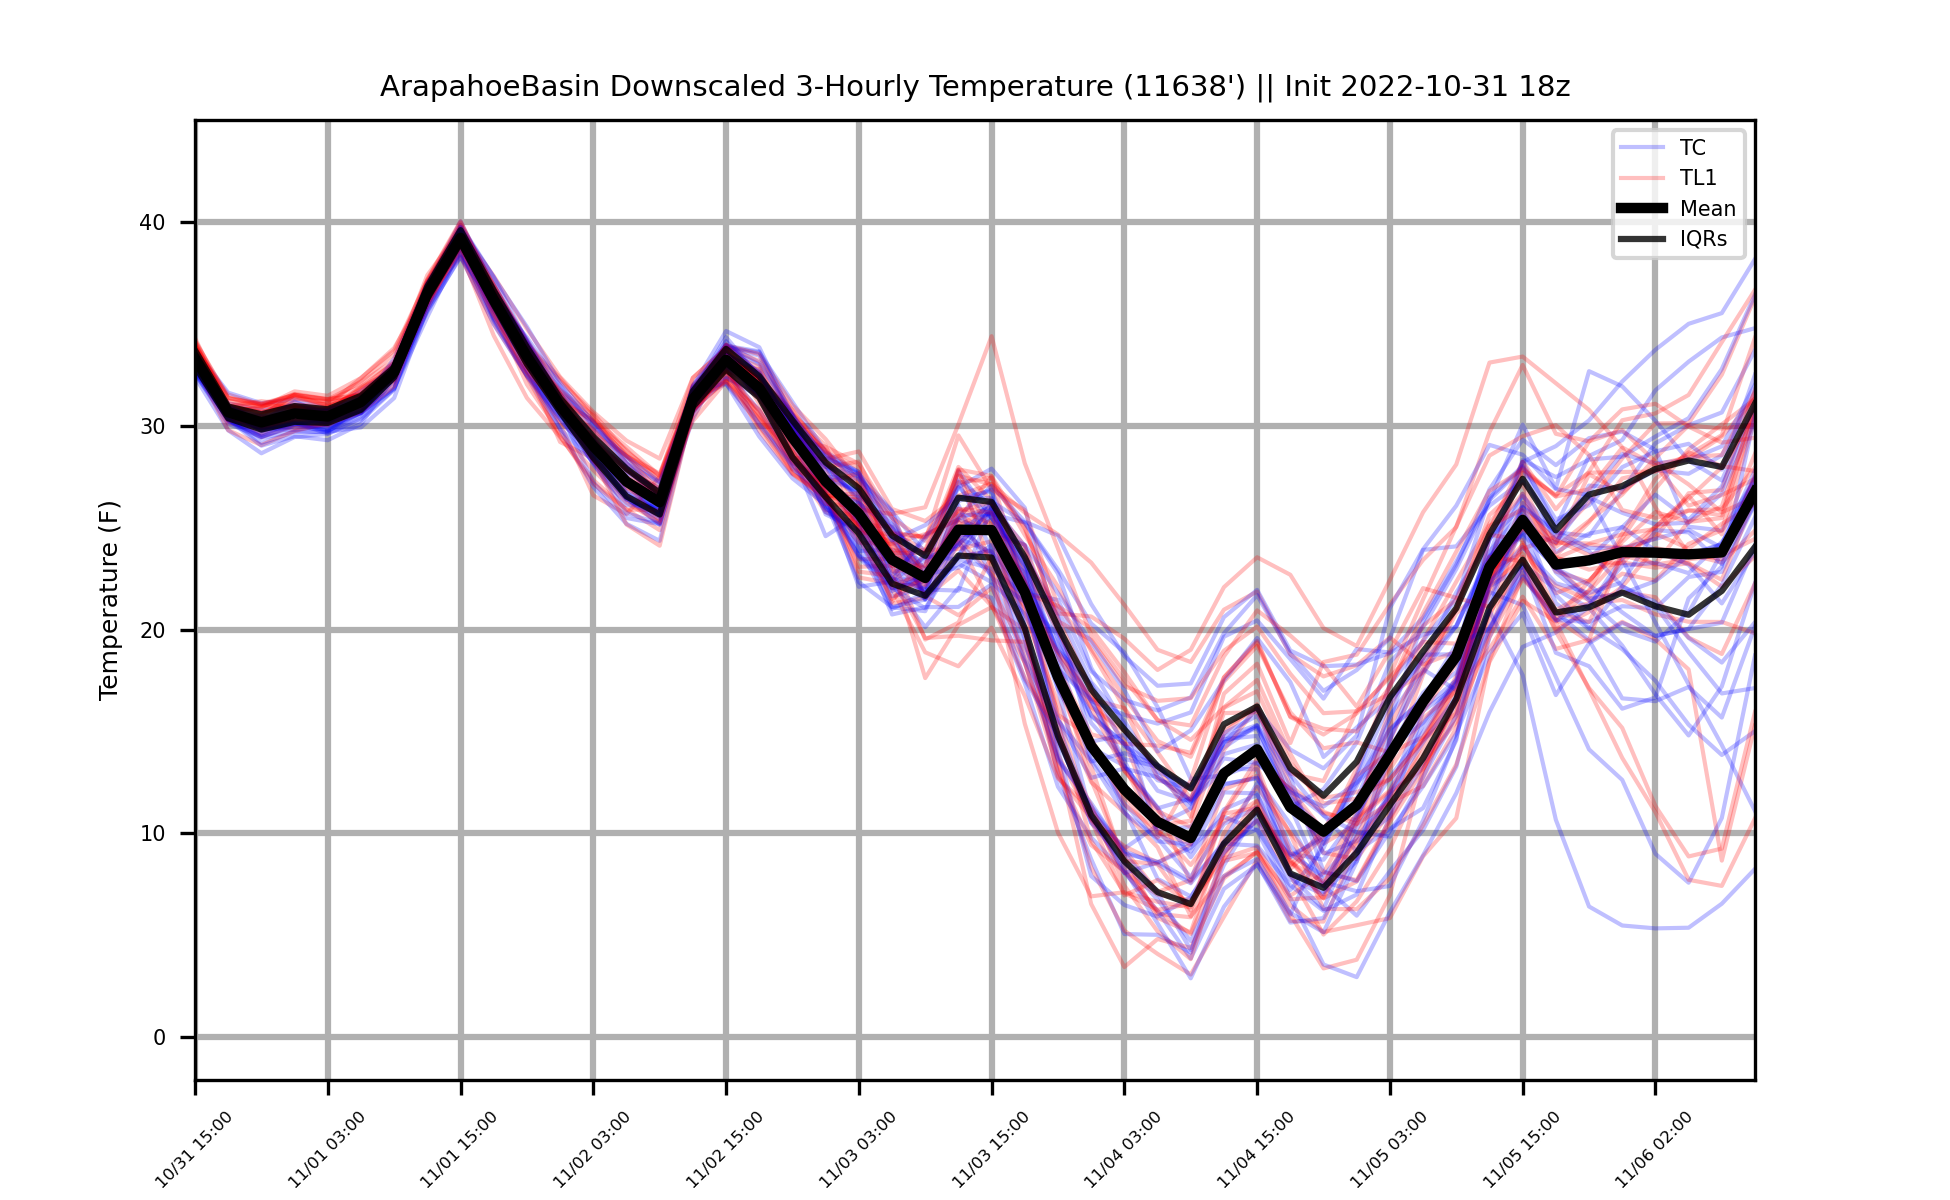 ArapahoeBasin Downscaled 3-Hourly Temperature (11638') || Init 2022-10-31 18z
TC
TL1
Mean
IQRs
Temperature (F)
40
30
20
10
0
10/31 15:00
11/01 03:00
11/01 15:00
11/02 03:00
11/02 15:00
11/03 03:00
11/03 15:00
11/04 03:00
11/04 15:00
11/05 03:00
11/05 15:00
11/06 02:00